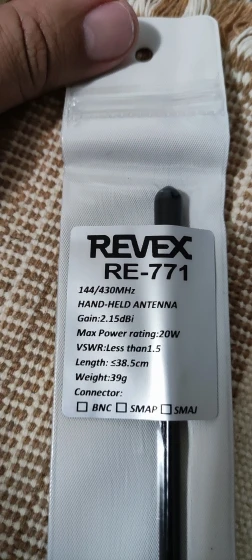 REVEX
RE-771
144/430MHz
HAND-HELD ANTENNA
Gain:2.15dBi
Max Power rating:20W
VSWR:Less than1.5
Length: ≤38.5cm
Weight:39g
Connector:
☐ BNC ☐ SMAP ☐ SMAJ